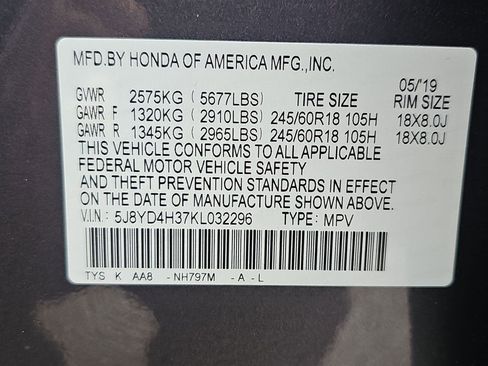 MFD.BY HONDA OF AMERICA MFG.,INC.
05/'19
GVWR 2575KG (5677LBS) TIRE SIZE RIM SIZE
GAWR F 1320KG (2910LBS) 245/60R18 105H 18X8.0J
GAWR R 1345KG (2965LBS) 245/60R18 105H 18X8.0J
THIS VEHICLE CONFORMS TO ALL APPLICABLE
FEDERAL MOTOR VEHICLE SAFETY
AND THEFT PREVENTION STANDARDS IN EFFECT
ON THE DATE OF MANUFACTURE SHOWN ABOVE.
V.I.N: 5J8YD4H37KL032296 TYPE: MPV
TYS K AA8 - NH797M - A - L